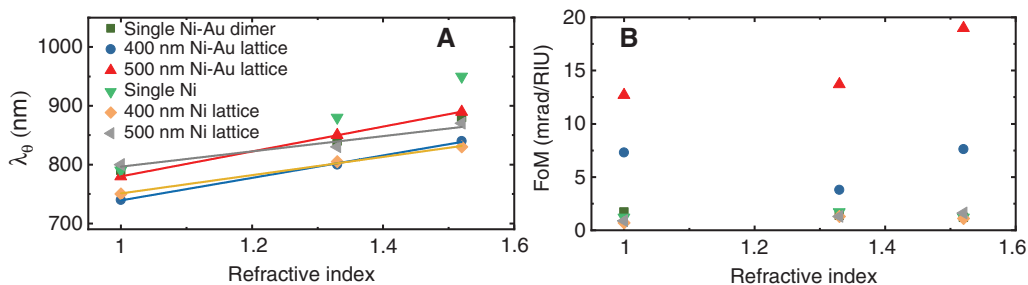 A
B
λθ (nm)
1000
900
800
700
Single Ni-Au dimer
400 nm Ni-Au lattice
500 nm Ni-Au lattice
Single Ni
400 nm Ni lattice
500 nm Ni lattice
1 1.2 1.4 1.6
Refractive index
FoM (mrad/RIU)
20
15
10
5
0
1 1.2 1.4 1.6
Refractive index